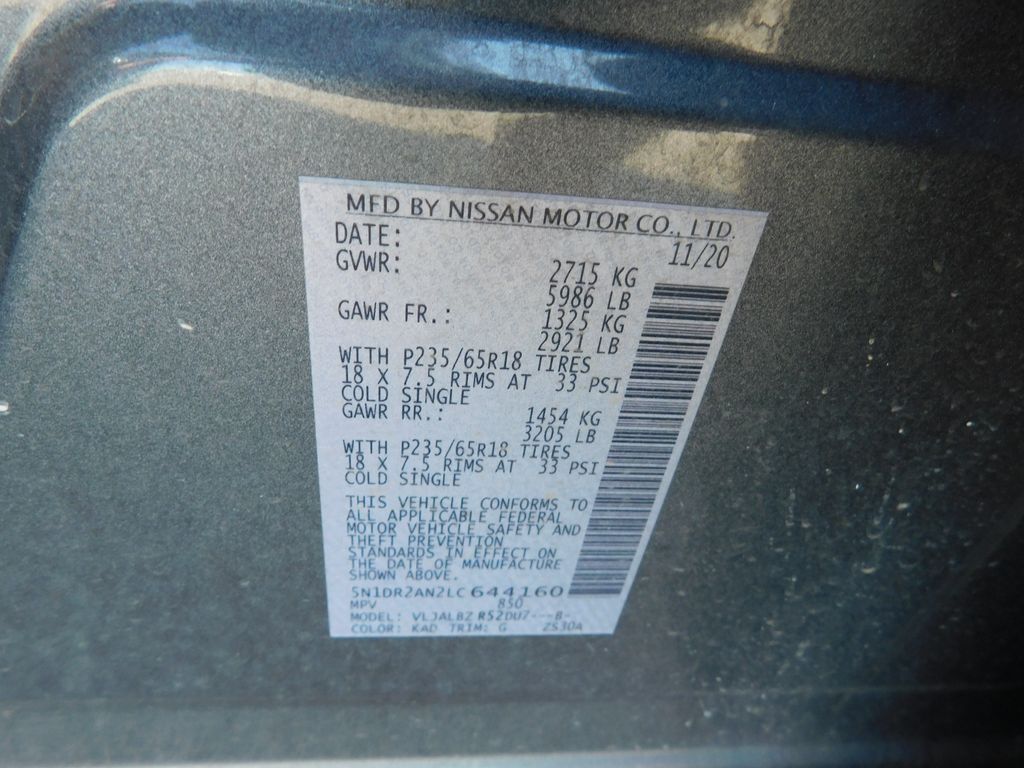 MFD BY NISSAN MOTOR CO., LTD.
DATE: 11/20
GVWR: 2715 KG
5986 LB
GAWR FR.: 1325 KG
2921 LB
WITH P235/65R18 TIRES
18 X 7.5 RIMS AT 33 PSI
COLD SINGLE
GAWR RR.: 1454 KG
3205 LB
WITH P235/65R18 TIRES
18 X 7.5 RIMS AT 33 PSI
COLD SINGLE
THIS VEHICLE CONFORMS TO
ALL APPLICABLE FEDERAL
MOTOR VEHICLE SAFETY AND
THEFT PREVENTION
STANDARDS IN EFFECT ON
THE DATE OF MANUFACTURE
SHOWN ABOVE.
5N1DR2AN2LC644160
MPV 850
MODEL: VLJALBZ R52DU7---B-
COLOR: KAD TRIM: G ZS30A